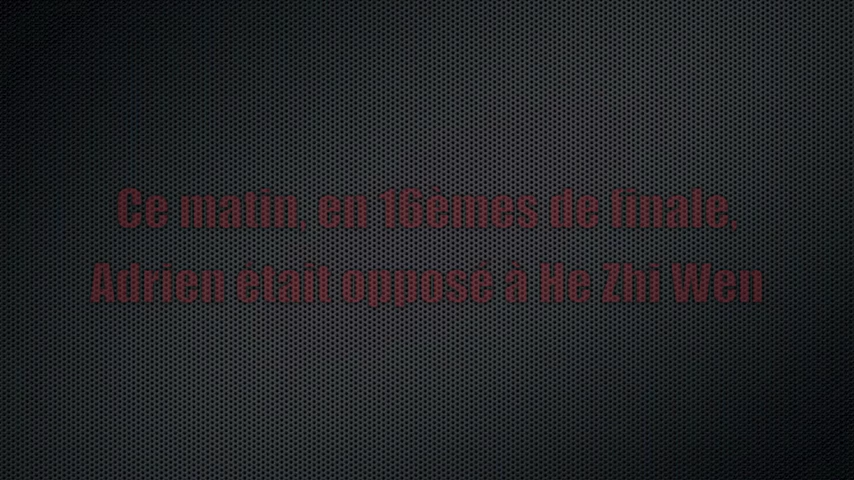 Ce matin, en 16èmes de finale,
Adrien était opposé à He Zhi Wen